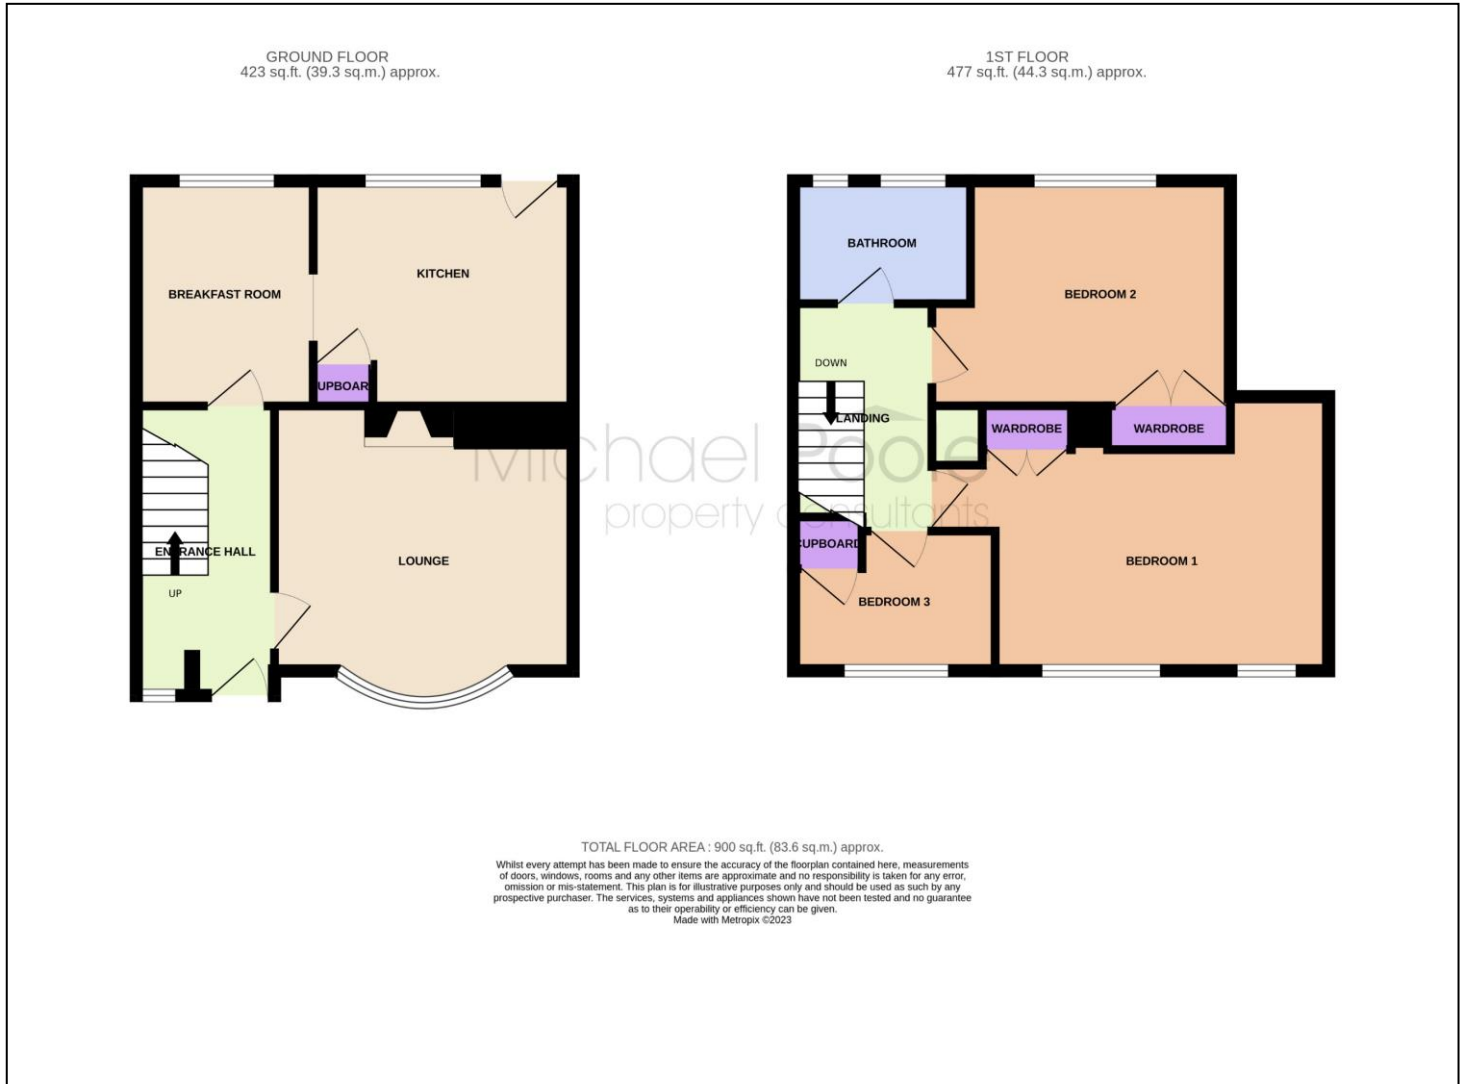 GROUND FLOOR
423 sq.ft. (39.3 sq.m.) approx.
1ST FLOOR
477 sq.ft. (44.3 sq.m.) approx.
BREAKFAST ROOM
KITCHEN
UPBOAR
ENTRANCE HALL
UP
LOUNGE
BATHROOM
BEDROOM 2
DOWN
LANDING
WARDROBE
WARDROBE
CUPBOARD
BEDROOM 3
BEDROOM 1
Michael Poole
property consultants
TOTAL FLOOR AREA : 900 sq.ft. (83.6 sq.m.) approx.
Whilst every attempt has been made to ensure the accuracy of the floorplan contained here, measurements
of doors, windows, rooms and any other items are approximate and no responsibility is taken for any error,
omission or mis-statement. This plan is for illustrative purposes only and should be used as such by any
prospective purchaser. The services, systems and appliances shown have not been tested and no guarantee
as to their operability or efficiency can be given.
Made with Metropix ©2023